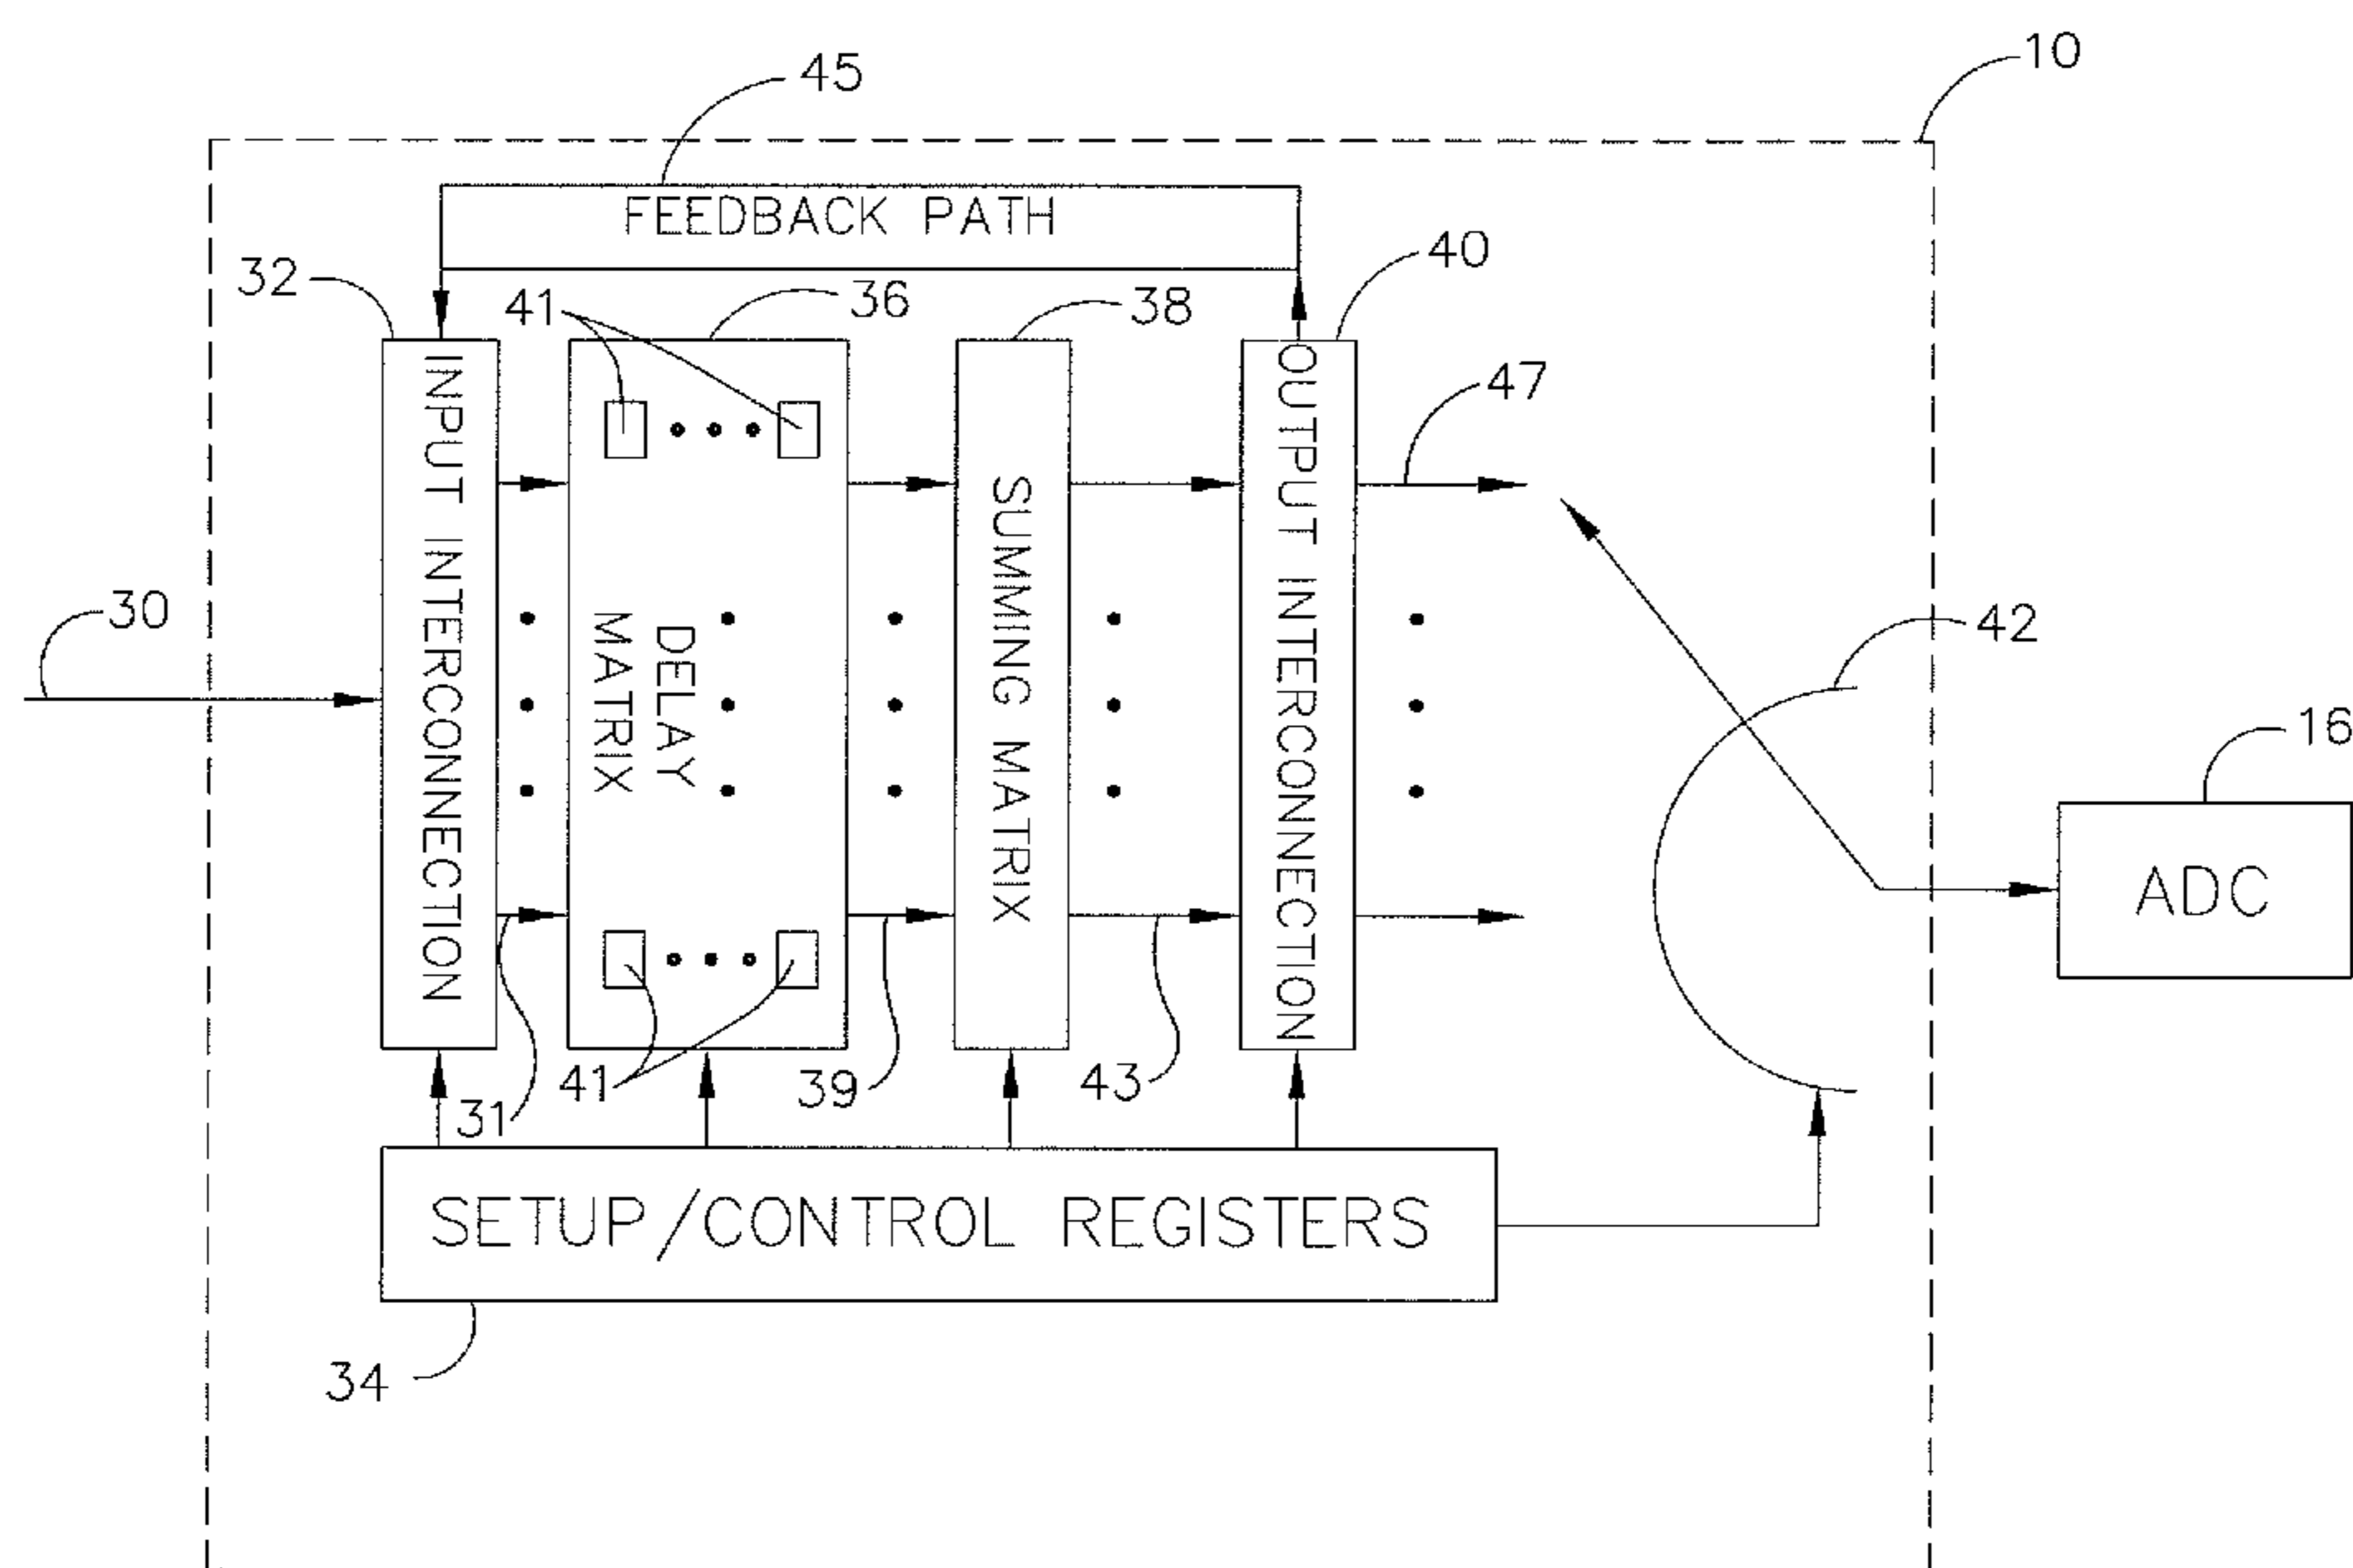 10
45
FEEDBACK PATH
40
32
41
36
38
47
INPUT INTERCONNECTION
DELAY
MATRIX
SUMMING MATRIX
OUTPUT INTERCONNECTION
30
42
16
ADC
31
41
39
43
SETUP/CONTROL REGISTERS
34